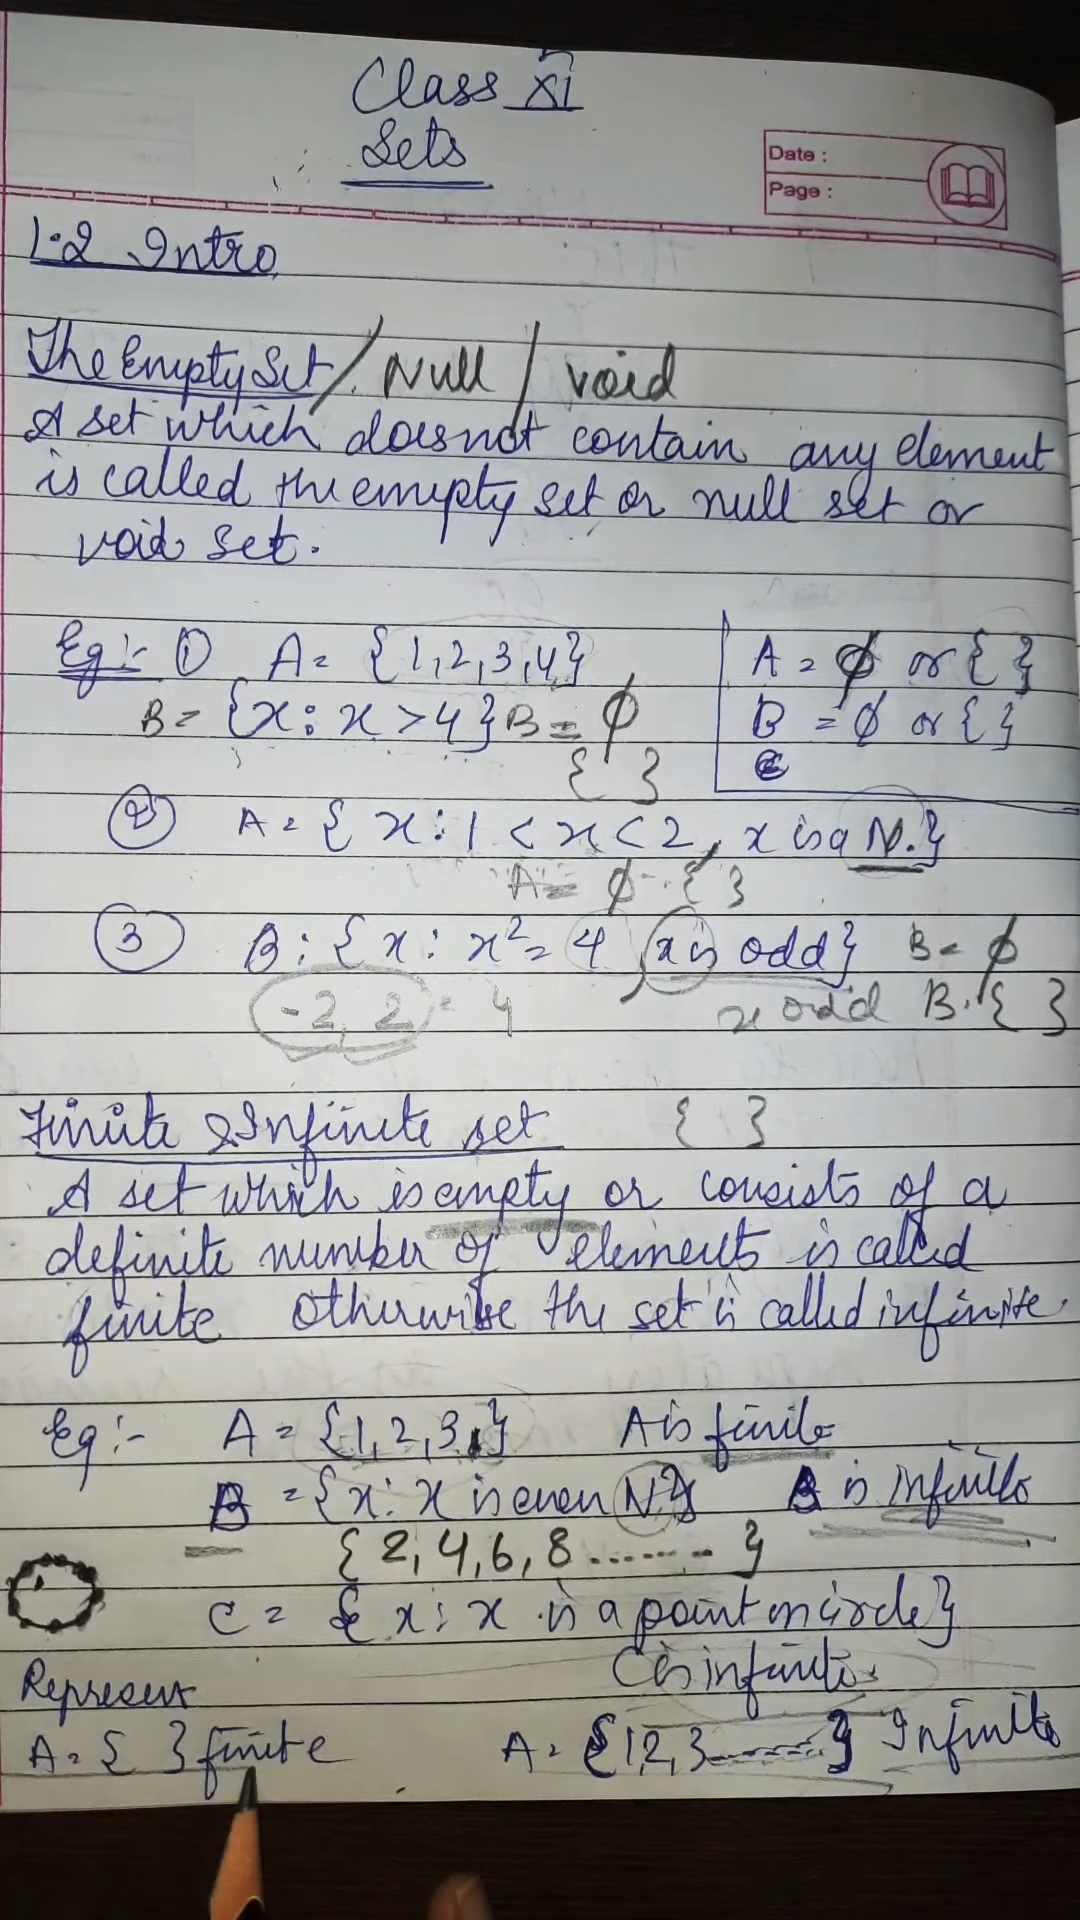 Class XI
Sets
Date :
Page :
1.2 Intro
The Empty Set / Null / void
A set which does not contain any element
is called the empty set or null set or
void set.
Eg:- ① A = {1,2,3,4}
A = ϕ or { }
B = {x : x > 4} B = ϕ
B = ϕ or { }
{ }
② A = { x : 1 < x < 2, x is a N.}
A = ϕ { }
③ B : {x : x² = 4, x is odd} B = ϕ
-2, 2 = 4 x odd B = { }
Finite & Infinite set { }
A set which is empty or consists of a
definite number of elements is called
finite otherwise the set is called infinite.
Eg :- A = {1, 2, 3} A is finite
B = {x : x is even N} B is infinite
{2, 4, 6, 8 ....... }
C = { x : x is a point on circle}
C is infinite.
Represent
A = { } finite A = {1,2,3.......} Infinite